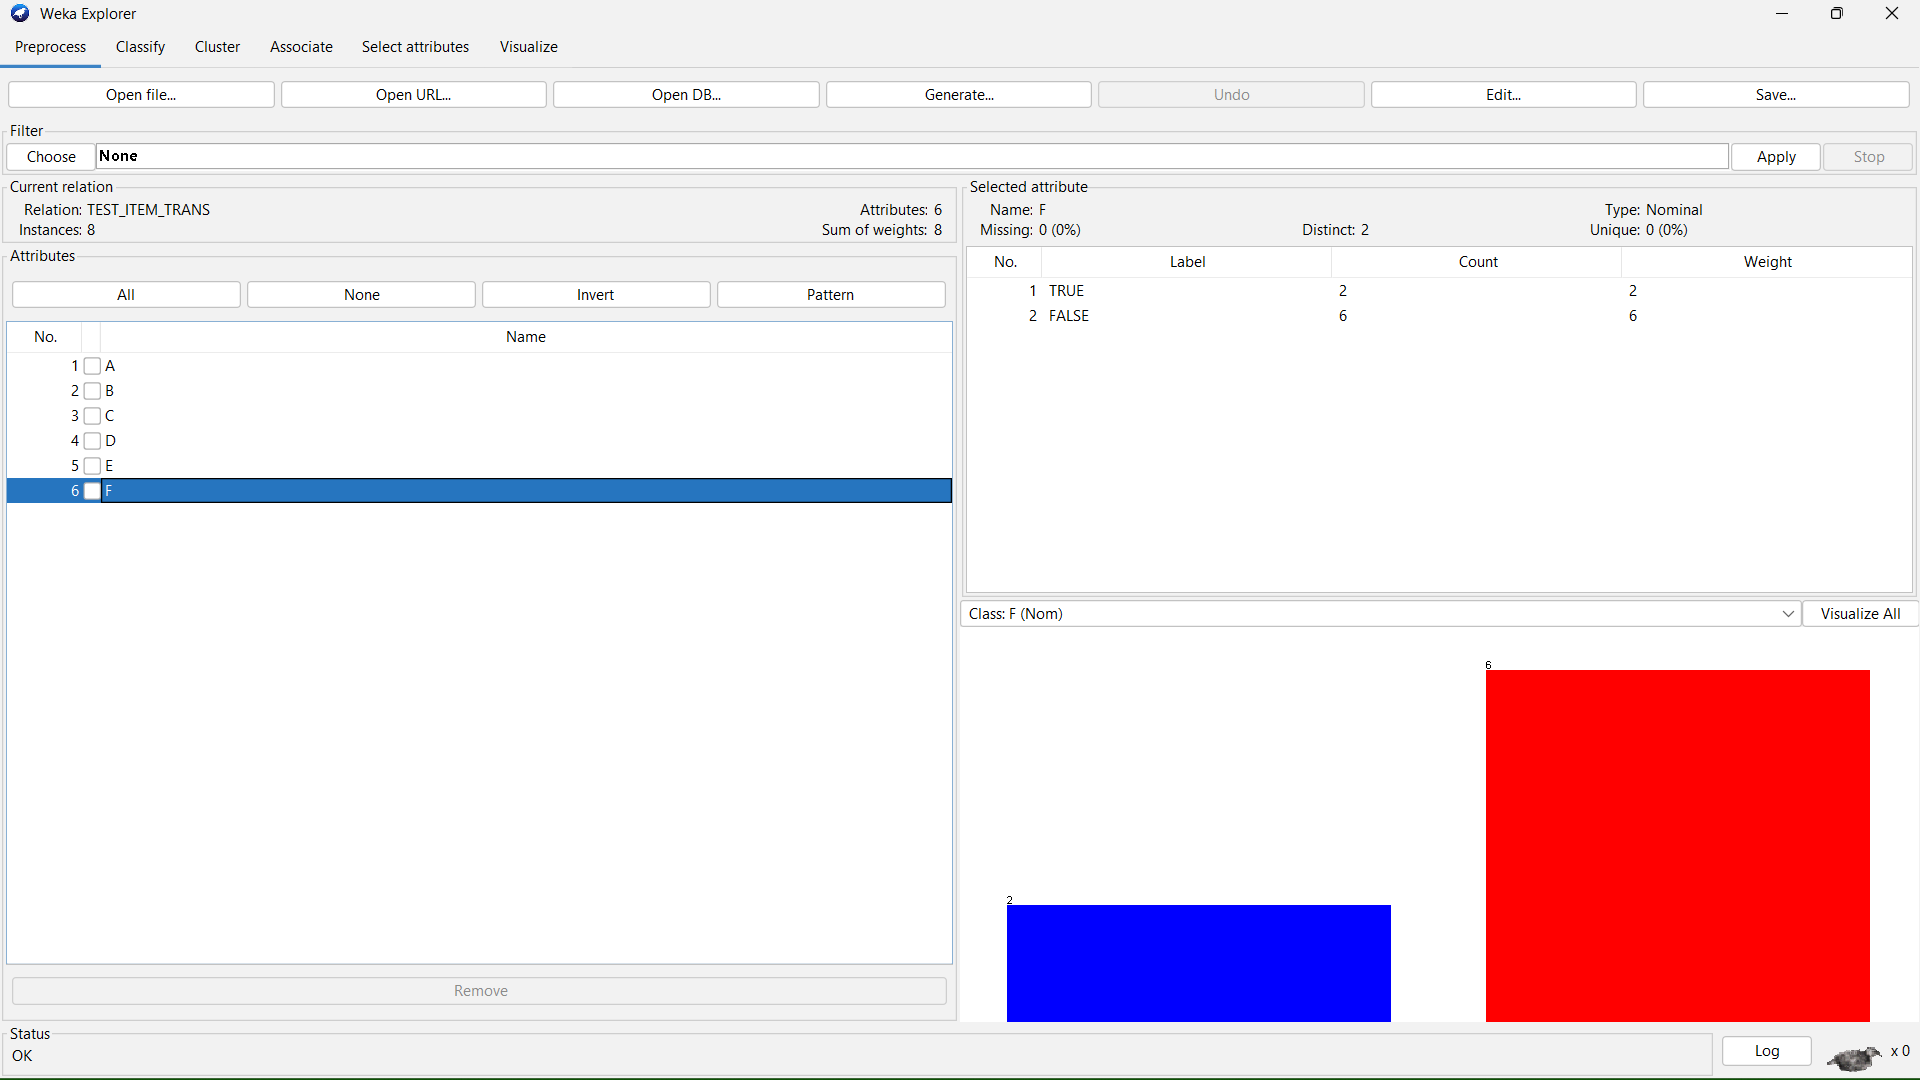 Weka Explorer
Preprocess Classify Cluster Associate Select attributes Visualize
Open file... Open URL... Open DB... Generate... Undo Edit... Save...
Filter
Choose None Apply Stop
Current relation
Relation: TEST_ITEM_TRANS Attributes: 6
Instances: 8 Sum of weights: 8
Attributes
All None Invert Pattern
No. Name
1 A
2 B
3 C
4 D
5 E
6 F
Remove
Selected attribute
Name: F Type: Nominal
Missing: 0 (0%) Distinct: 2 Unique: 0 (0%)
No. Label Count Weight
1 TRUE 2 2
2 FALSE 6 6
Class: F (Nom) Visualize All
6
2
Status
OK
Log x 0